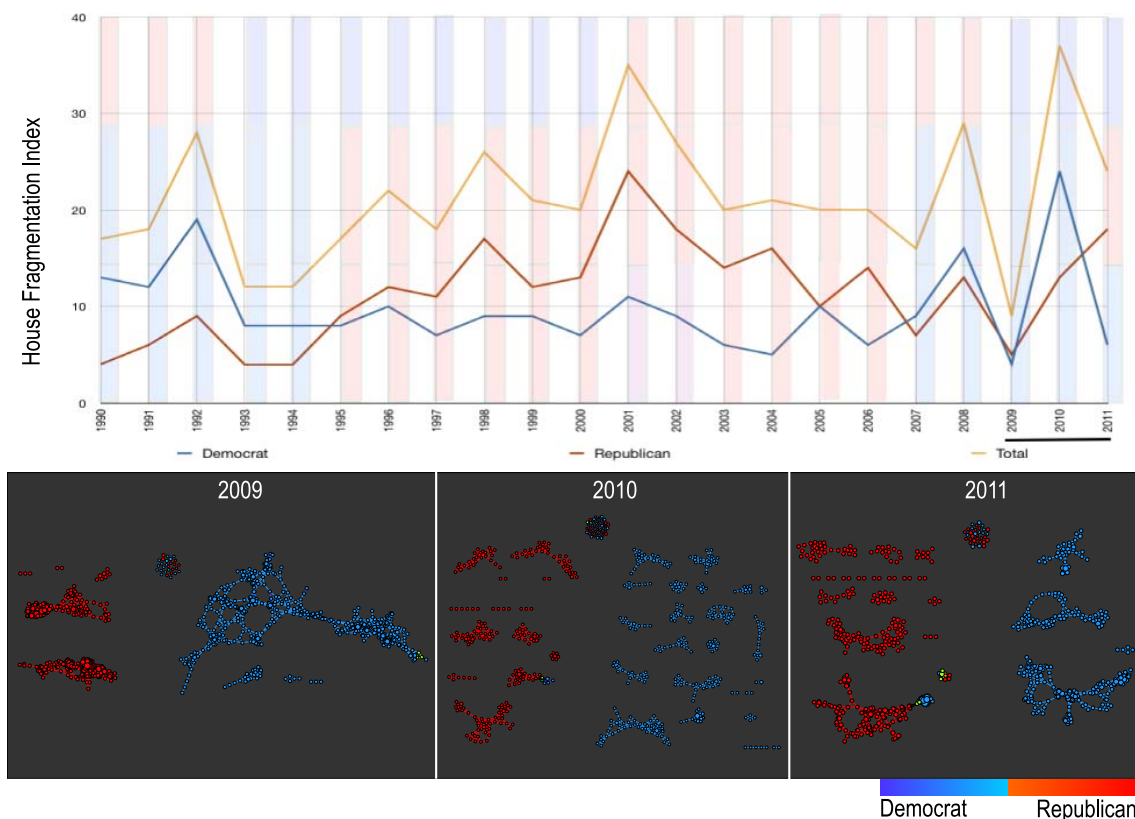 40
30
20
10
0
House Fragmentation Index
1990 1991 1992 1993 1994 1995 1996 1997 1998 1999 2000 2001 2002 2003 2004 2005 2006 2007 2008 2009 2010 2011
Democrat Republican Total
2009 2010 2011
Democrat Republican